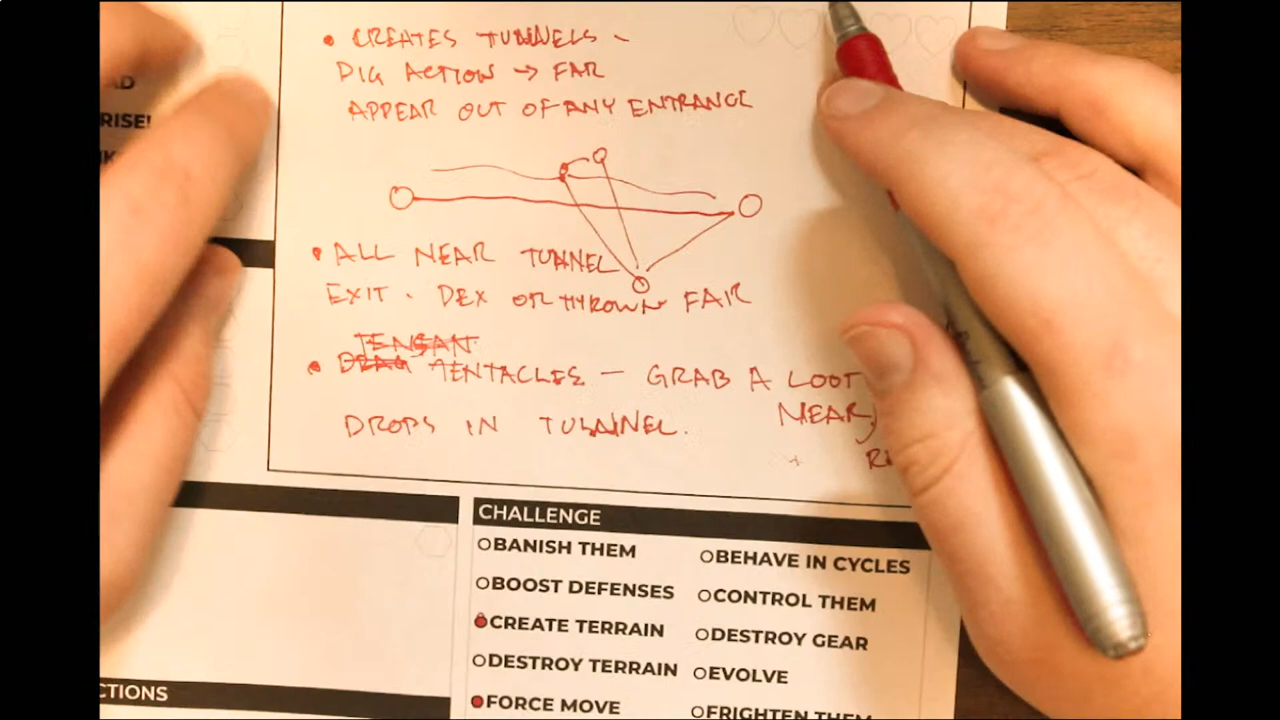 AD
RISE!
• CREATES TUNNELS -
DIG ACTION → FAR
APPEAR OUT OF ANY ENTRANCE
• ALL NEAR TUNNEL
EXIT. DEX OR THROWN FAR
• TENTACLES — GRAB A LOOT
NEAR,
DROPS IN TUNNEL.
CHALLENGE
BANISH THEM
BOOST DEFENSES
CREATE TERRAIN
DESTROY TERRAIN
FORCE MOVE
BEHAVE IN CYCLES
CONTROL THEM
DESTROY GEAR
EVOLVE
FRIGHTEN THEM
CTIONS